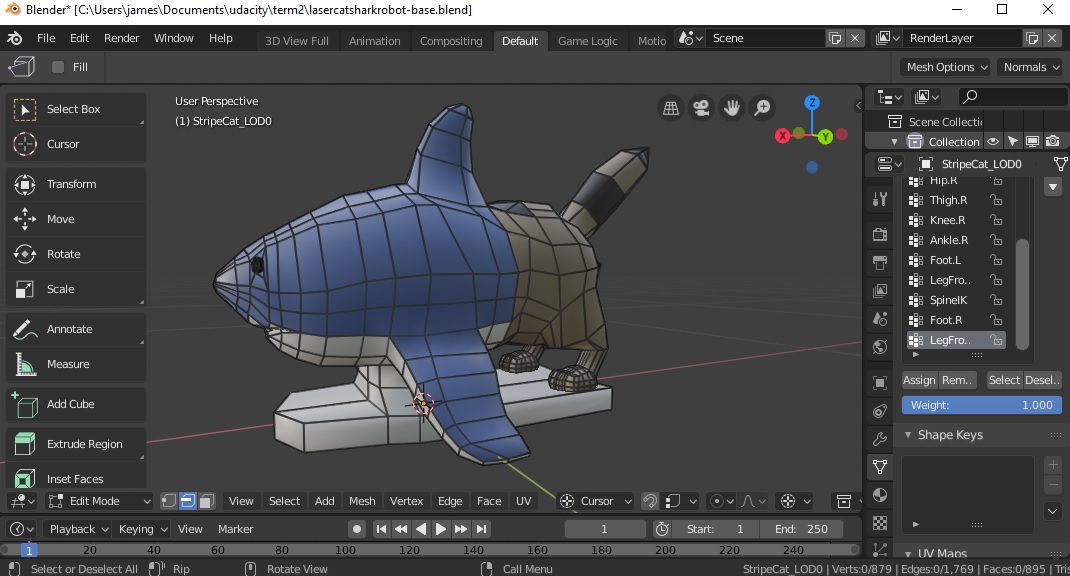 Blender* [C:\Users\james\Documents\udacity\term2\lasercatsharkrobot-base.blend]
File Edit Render Window Help 3D View Full Animation Compositing Default Game Logic Motio Scene RenderLayer
Fill Mesh Options Normals
Select Box
Cursor
Transform
Move
Rotate
Scale
Annotate
Measure
Add Cube
Extrude Region
Inset Faces
User Perspective
(1) StripeCat_LOD0
Z
X
Y
Scene Collectic
Collection
StripeCat_LOD0
Hip.R
Thigh.R
Knee.R
Ankle.R
Foot.L
LegFro..
SpineIK
Foot.R
LegFro..
Assign Rem.. Select Desel..
Weight: 1.000
Shape Keys
UV Maps
Edit Mode View Select Add Mesh Vertex Edge Face UV Cursor
Playback Keying View Marker 1 Start: 1 End: 250
1 20 40 60 80 100 120 140 160 180 200 220 240
Select or Deselect All Rip Rotate View Call Menu StripeCat_LOD0 | Verts:0/879 | Edges:0/1,769 | Faces:0/895 | Tris